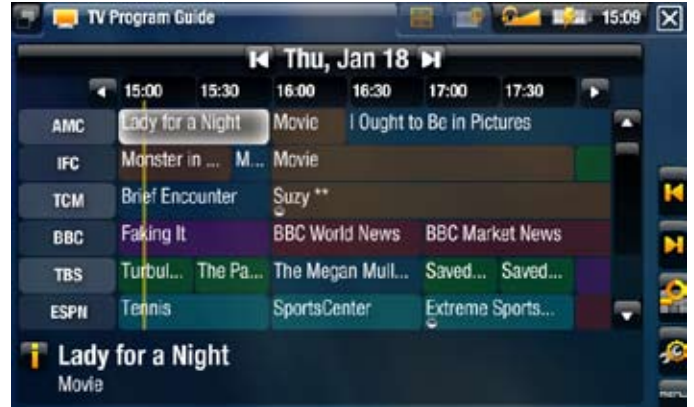 TV Program Guide 15:09
Thu, Jan 18
15:00 15:30 16:00 16:30 17:00 17:30
AMC Lady for a Night Movie I Ought to Be in Pictures
IFC Monster in ... M... Movie
TCM Brief Encounter Suzy **
BBC Faking It BBC World News BBC Market News
TBS Turbul... The Pa... The Megan Mull... Saved... Saved...
ESPN Tennis SportsCenter Extreme Sports...
i Lady for a Night
Movie
MENU